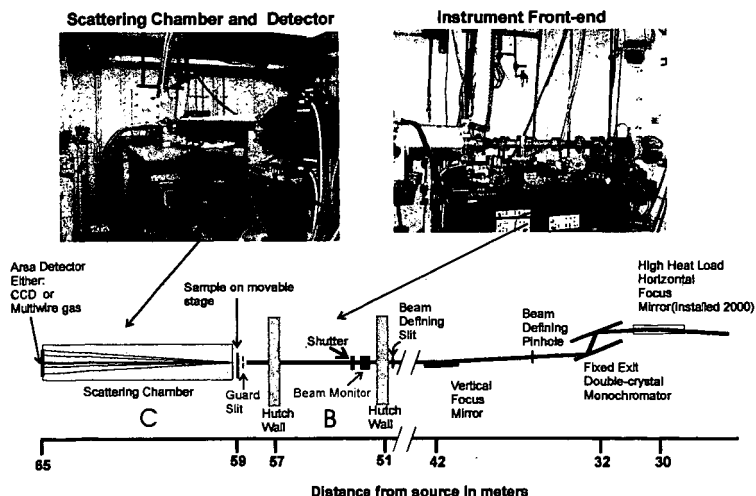 Scattering Chamber and Detector
Instrument Front-end
Area Detector
Either:
CCD or
Multiwire gas
Sample on movable
stage
Shutter
Beam Monitor
Beam
Defining
Slit
Beam
Defining
Pinhole
High Heat Load
Horizontal
Focus
Mirror(Installed 2000)
Scattering Chamber
Guard
Slit
Hutch
Wall
Hutch
Wall
Vertical
Focus
Mirror
Fixed Exit
Double-crystal
Monochromator
C
B
65
59
57
51
42
32
30
Distance from source in meters